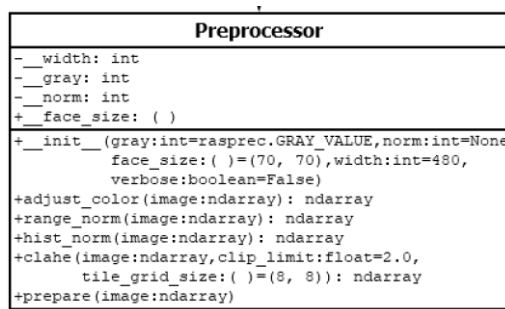 Preprocessor
-__width: int
-__gray: int
-__norm: int
+__face_size: ( )
+__init__(gray:int=rasprec.GRAY_VALUE,norm:int=None
face_size:( )=(70, 70),width:int=480,
verbose:boolean=False)
+adjust_color(image:ndarray): ndarray
+range_norm(image:ndarray): ndarray
+hist_norm(image:ndarray): ndarray
+clahe(image:ndarray,clip_limit:float=2.0,
tile_grid_size:( )=(8, 8)): ndarray
+prepare(image:ndarray)